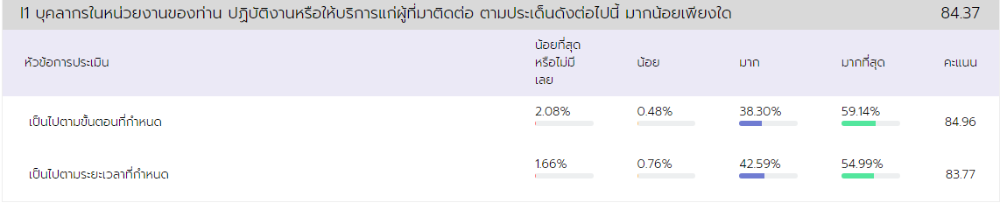 I1 บุคลากรในหน่วยงานของท่าน ปฏิบัติงานหรือให้บริการแก่ผู้ที่มาติดต่อ ตามประเด็นดังต่อไปนี้ มากน้อยเพียงใด 84.37
หัวข้อการประเมิน น้อยที่สุดหรือไม่มีเลย น้อย มาก มากที่สุด คะแนน
เป็นไปตามขั้นตอนที่กำหนด 2.08% 0.48% 38.30% 59.14% 84.96
เป็นไปตามระยะเวลาที่กำหนด 1.66% 0.76% 42.59% 54.99% 83.77